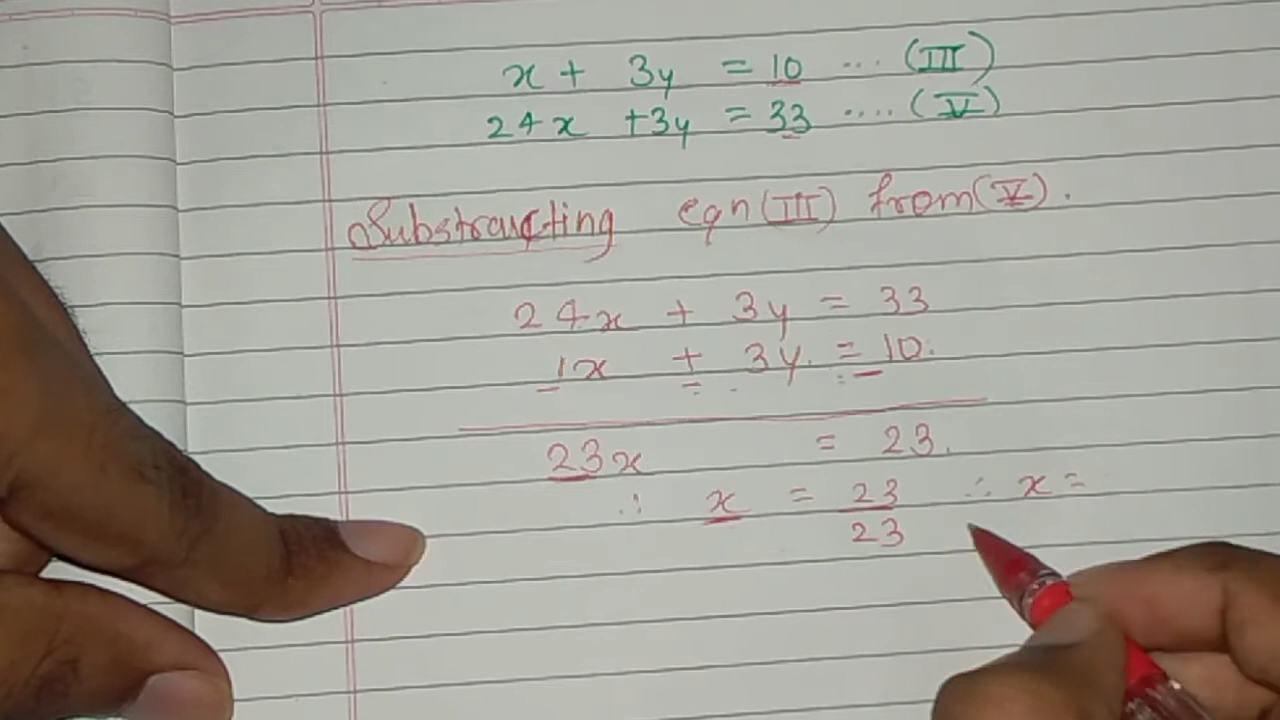 x + 3y = 10 ... (III)
24x + 3y = 33 .... (V)
Substructing eqn (III) from (V).
24x + 3y = 33
1x + 3y = 10.
23x = 23.
∴ x = 23/23 ∴ x =